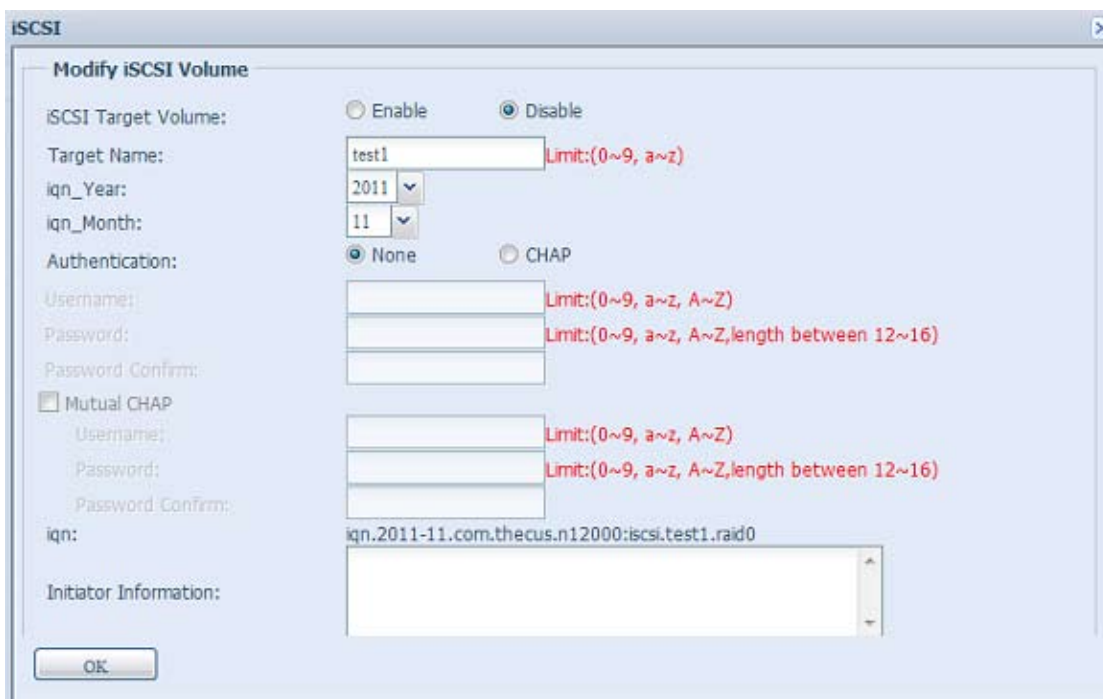 iSCSI
Modify iSCSI Volume
iSCSI Target Volume: Enable Disable
Target Name: test1 Limit:(0~9, a~z)
iqn_Year: 2011
iqn_Month: 11
Authentication: None CHAP
Username: Limit:(0~9, a~z, A~Z)
Password: Limit:(0~9, a~z, A~Z,length between 12~16)
Password Confirm:
Mutual CHAP
Username: Limit:(0~9, a~z, A~Z)
Password: Limit:(0~9, a~z, A~Z,length between 12~16)
Password Confirm:
iqn: iqn.2011-11.com.thecus.n12000:iscsi.test1.raid0
Initiator Information:
OK